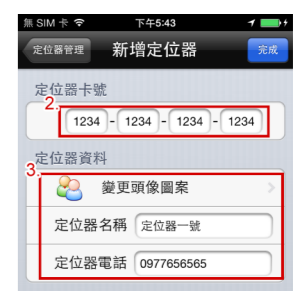 無 SIM 卡 下午5:43
定位器管理 新增定位器 完成
定位器卡號
2.
1234 - 1234 - 1234 - 1234
定位器資料
3.
變更頭像圖案
定位器名稱 定位器一號
定位器電話 0977656565